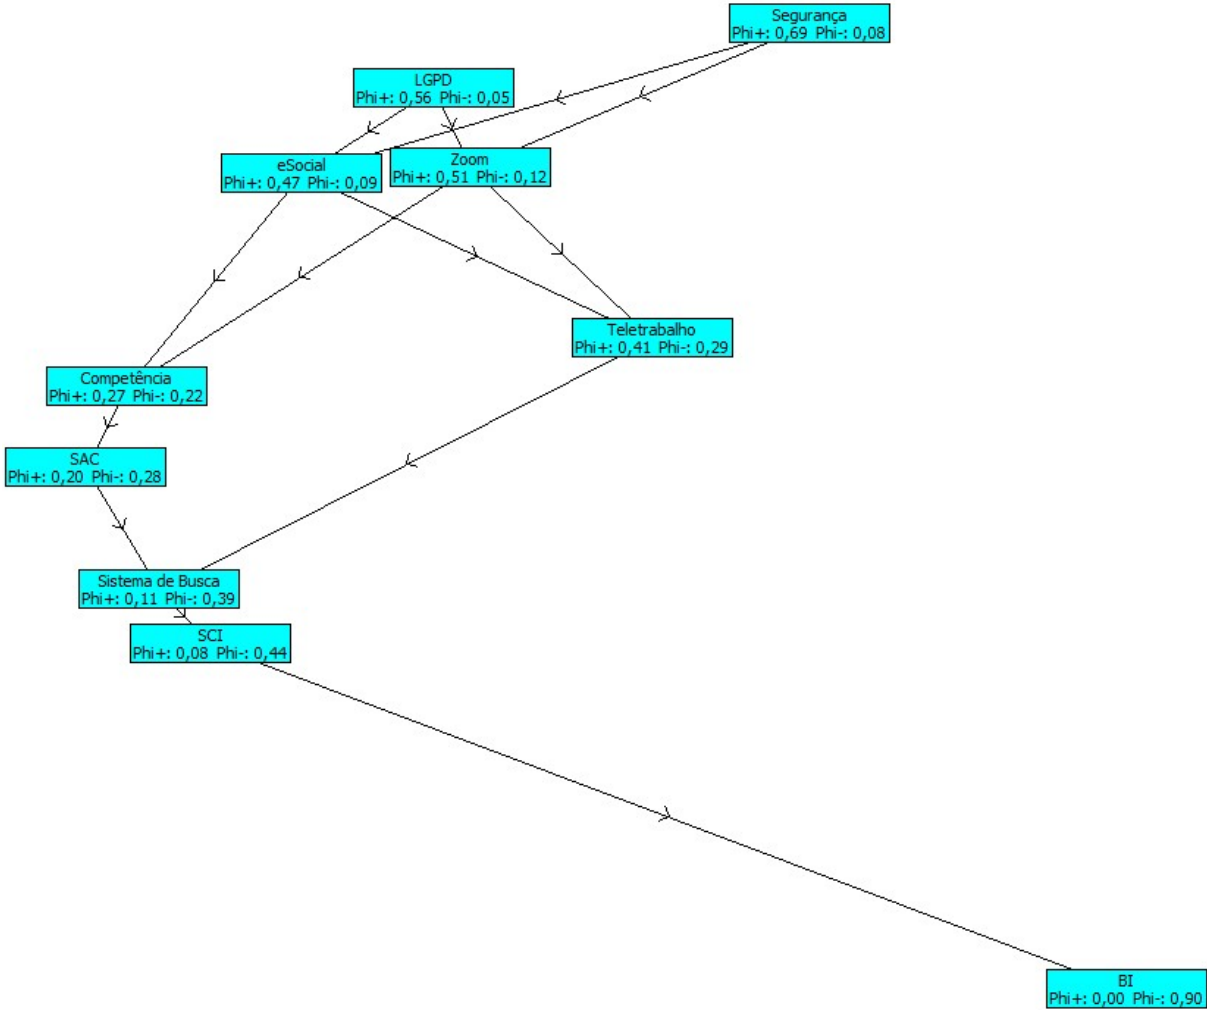 Segurança
Phi+: 0,69 Phi-: 0,08
LGPD
Phi+: 0,56 Phi-: 0,05
eSocial
Phi+: 0,47 Phi-: 0,09
Zoom
Phi+: 0,51 Phi-: 0,12
Teletrabalho
Phi+: 0,41 Phi-: 0,29
Competência
Phi+: 0,27 Phi-: 0,22
SAC
Phi+: 0,20 Phi-: 0,28
Sistema de Busca
Phi+: 0,11 Phi-: 0,39
SCI
Phi+: 0,08 Phi-: 0,44
BI
Phi+: 0,00 Phi-: 0,90